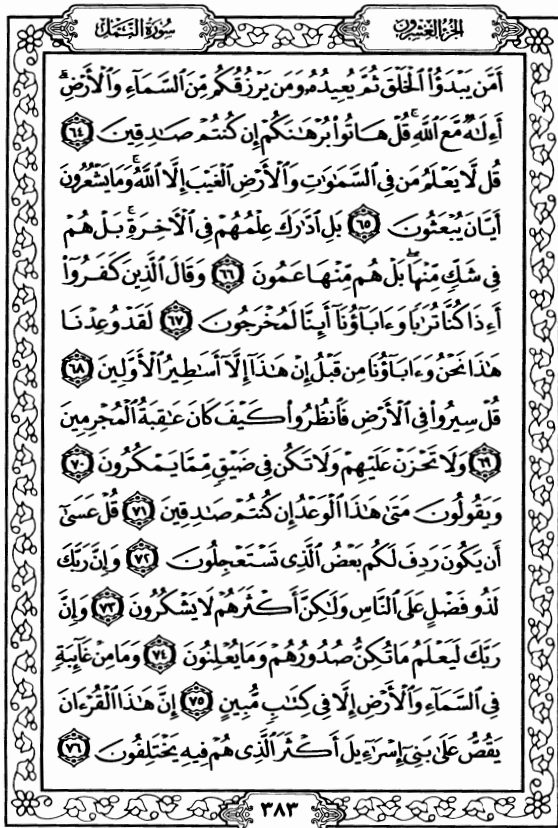 الجزء العشرون
سورة النمل
أَمَّن يَبْدَؤُا۟ ٱلْخَلْقَ ثُمَّ يُعِيدُهُۥ وَمَن يَرْزُقُكُم مِّنَ ٱلسَّمَآءِ وَٱلْأَرْضِ ۗ
أَءِلَٰهٌ مَّعَ ٱللَّهِ ۚ قُلْ هَاتُوا۟ بُرْهَٰنَكُمْ إِن كُنتُمْ صَٰدِقِينَ ٦٤
قُل لَّا يَعْلَمُ مَن فِى ٱلسَّمَٰوَٰتِ وَٱلْأَرْضِ ٱلْغَيْبَ إِلَّا ٱللَّهُ ۚ وَمَا يَشْعُرُونَ
أَيَّانَ يُبْعَثُونَ ٦٥ بَلِ ٱدَّٰرَكَ عِلْمُهُمْ فِى ٱلْءَاخِرَةِ ۚ بَلْ هُمْ
فِى شَكٍّ مِّنْهَا ۖ بَلْ هُم مِّنْهَا عَمُونَ ٦٦ وَقَالَ ٱلَّذِينَ كَفَرُوٓا۟
أَءِذَا كُنَّا تُرَٰبًا وَءَابَآؤُنَآ أَئِنَّا لَمُخْرَجُونَ ٦٧ لَقَدْ وُعِدْنَا
هَٰذَا نَحْنُ وَءَابَآؤُنَا مِن قَبْلُ إِنْ هَٰذَآ إِلَّآ أَسَٰطِيرُ ٱلْأَوَّلِينَ ٦٨
قُلْ سِيرُوا۟ فِى ٱلْأَرْضِ فَٱنظُرُوا۟ كَيْفَ كَانَ عَٰقِبَةُ ٱلْمُجْرِمِينَ
٦٩ وَلَا تَحْزَنْ عَلَيْهِمْ وَلَا تَكُن فِى ضَيْقٍ مِّمَّا يَمْكُرُونَ ٧٠
وَيَقُولُونَ مَتَىٰ هَٰذَا ٱلْوَعْدُ إِن كُنتُمْ صَٰدِقِينَ ٧١ قُلْ عَسَىٰٓ
أَن يَكُونَ رَدِفَ لَكُم بَعْضُ ٱلَّذِى تَسْتَعْجِلُونَ ٧٢ وَإِنَّ رَبَّكَ
لَذُو فَضْلٍ عَلَى ٱلنَّاسِ وَلَٰكِنَّ أَكْثَرَهُمْ لَا يَشْكُرُونَ ٧٣ وَإِنَّ
رَبَّكَ لَيَعْلَمُ مَا تُكِنُّ صُدُورُهُمْ وَمَا يُعْلِنُونَ ٧٤ وَمَا مِنْ غَآئِبَةٍ
فِى ٱلسَّمَآءِ وَٱلْأَرْضِ إِلَّا فِى كِتَٰبٍ مُّبِينٍ ٧٥ إِنَّ هَٰذَا ٱلْقُرْءَانَ
يَقُصُّ عَلَىٰ بَنِىٓ إِسْرَٰٓءِيلَ أَكْثَرَ ٱلَّذِى هُمْ فِيهِ يَخْتَلِفُونَ ٧٦
٣٨٣